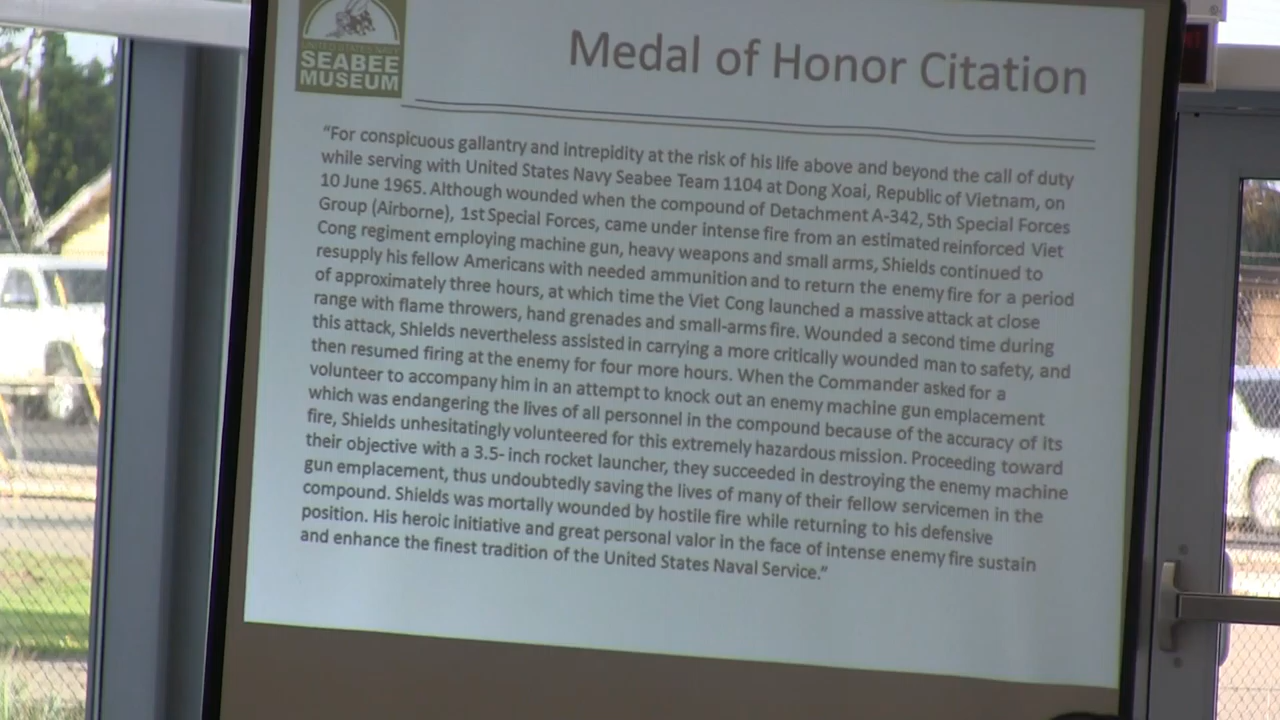 UNITED STATES NAVY
SEABEE
MUSEUM
Medal of Honor Citation
“For conspicuous gallantry and intrepidity at the risk of his life above and beyond the call of duty
while serving with United States Navy Seabee Team 1104 at Dong Xoai, Republic of Vietnam, on
10 June 1965. Although wounded when the compound of Detachment A-342, 5th Special Forces
Group (Airborne), 1st Special Forces, came under intense fire from an estimated reinforced Viet
Cong regiment employing machine gun, heavy weapons and small arms, Shields continued to
resupply his fellow Americans with needed ammunition and to return the enemy fire for a period
of approximately three hours, at which time the Viet Cong launched a massive attack at close
range with flame throwers, hand grenades and small-arms fire. Wounded a second time during
this attack, Shields nevertheless assisted in carrying a more critically wounded man to safety, and
then resumed firing at the enemy for four more hours. When the Commander asked for a
volunteer to accompany him in an attempt to knock out an enemy machine gun emplacement
which was endangering the lives of all personnel in the compound because of the accuracy of its
fire, Shields unhesitatingly volunteered for this extremely hazardous mission. Proceeding toward
their objective with a 3.5- inch rocket launcher, they succeeded in destroying the enemy machine
gun emplacement, thus undoubtedly saving the lives of many of their fellow servicemen in the
compound. Shields was mortally wounded by hostile fire while returning to his defensive
position. His heroic initiative and great personal valor in the face of intense enemy fire sustain
and enhance the finest tradition of the United States Naval Service.”